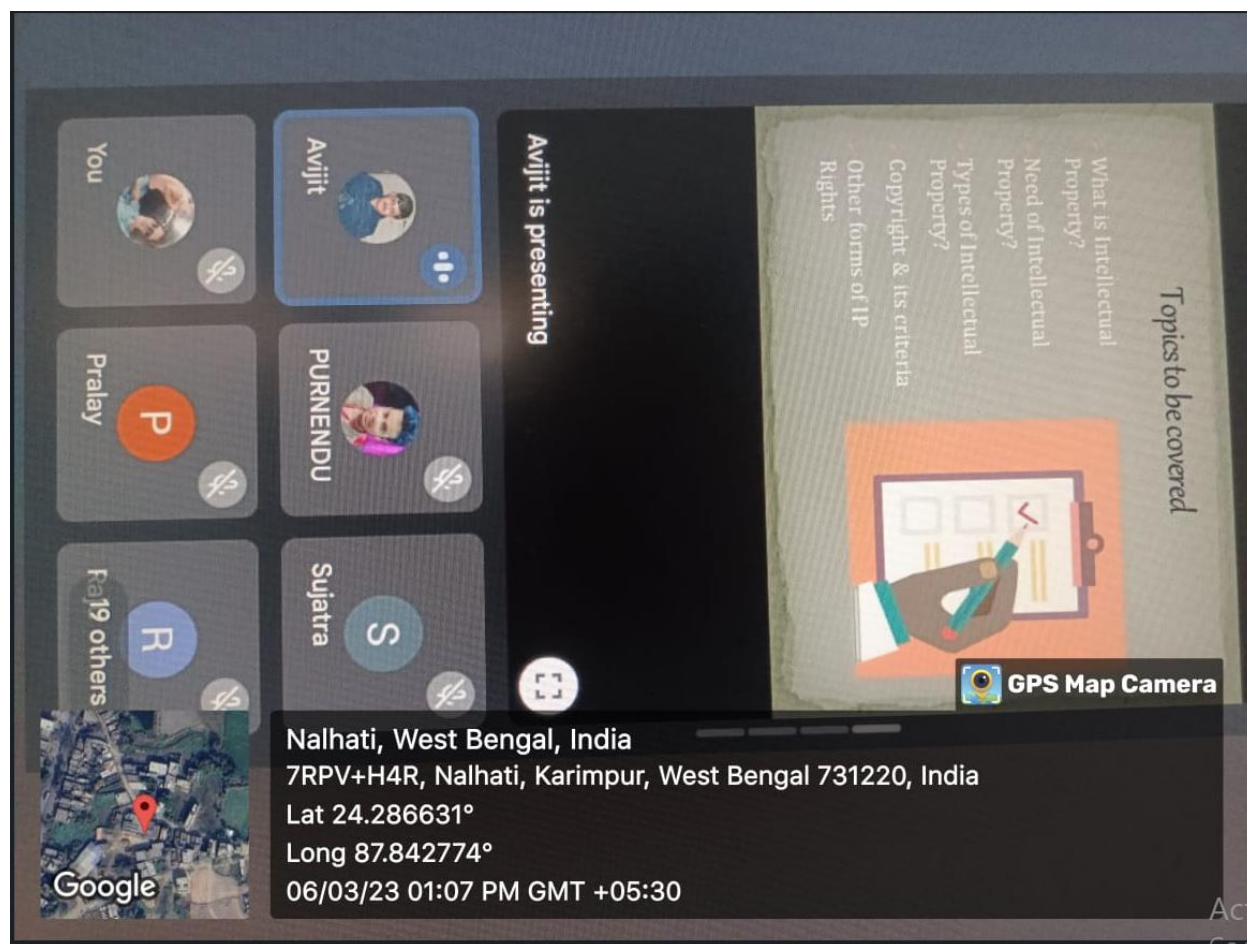 Topics to be covered
What is Intellectual
Property?
Need of Intellectual
Property?
Types of Intellectual
Property?
Copyright & its criteria
Other forms of IP
Rights
Avijit is presenting
Avijit
PURNENDU
S
Sujatra
You
P
Pralay
R
19 others
GPS Map Camera
Nalhati, West Bengal, India
7RPV+H4R, Nalhati, Karimpur, West Bengal 731220, India
Lat 24.286631°
Long 87.842774°
06/03/23 01:07 PM GMT +05:30
Google